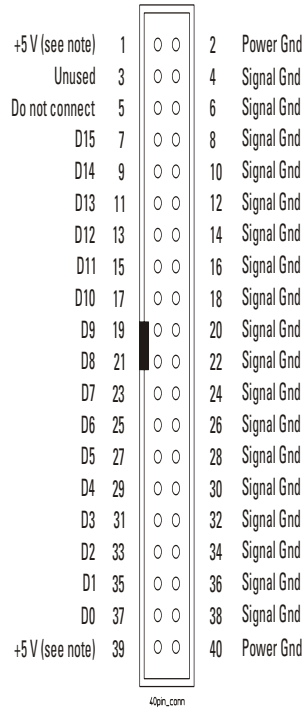 +5 V (see note) 1 2 Power Gnd
Unused 3 4 Signal Gnd
Do not connect 5 6 Signal Gnd
D15 7 8 Signal Gnd
D14 9 10 Signal Gnd
D13 11 12 Signal Gnd
D12 13 14 Signal Gnd
D11 15 16 Signal Gnd
D10 17 18 Signal Gnd
D9 19 20 Signal Gnd
D8 21 22 Signal Gnd
D7 23 24 Signal Gnd
D6 25 26 Signal Gnd
D5 27 28 Signal Gnd
D4 29 30 Signal Gnd
D3 31 32 Signal Gnd
D2 33 34 Signal Gnd
D1 35 36 Signal Gnd
D0 37 38 Signal Gnd
+5 V (see note) 39 40 Power Gnd
40pin_conn